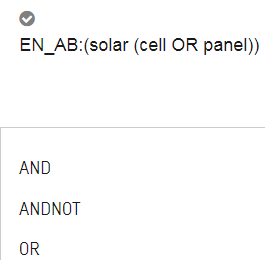 EN_AB:(solar (cell OR panel))
AND
ANDNOT
OR